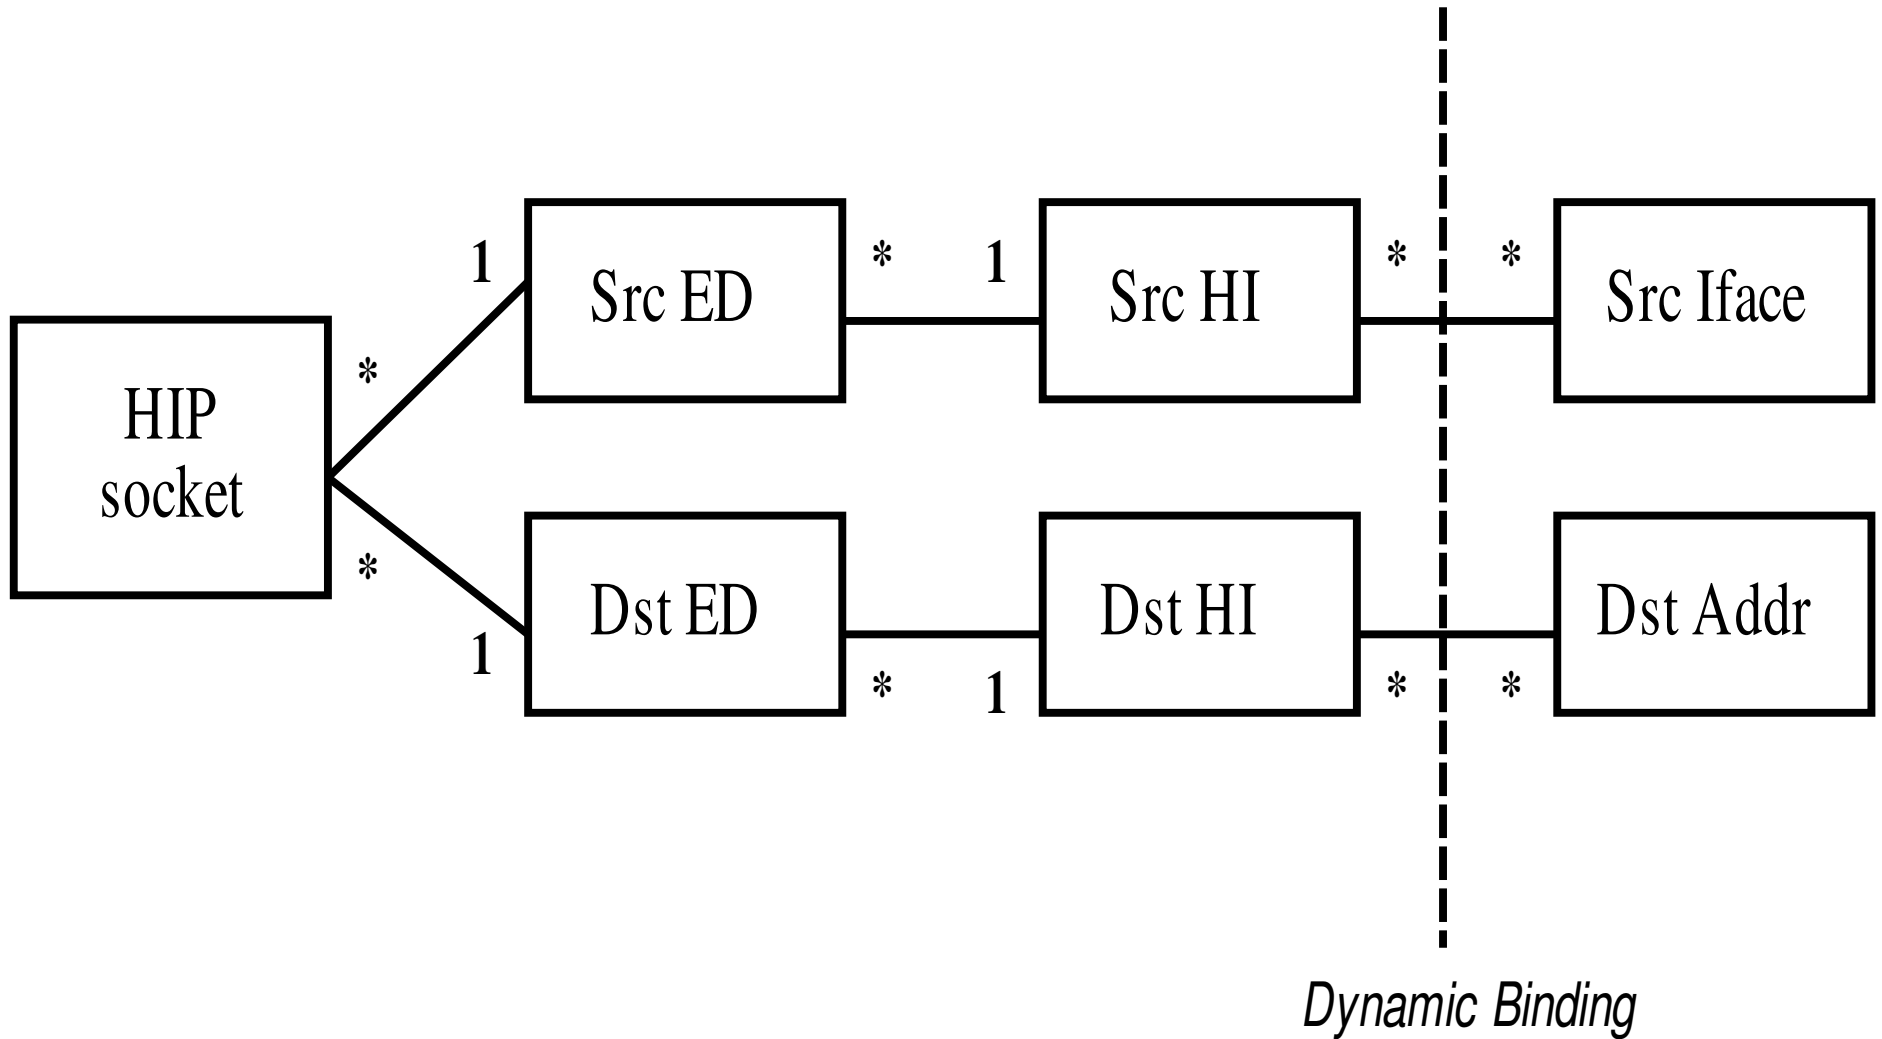 1
Src ED
*
1
Src HI
*
*
Src Iface
HIP
socket
*
*
1
Dst ED
*
1
Dst HI
*
*
Dst Addr
Dynamic Binding